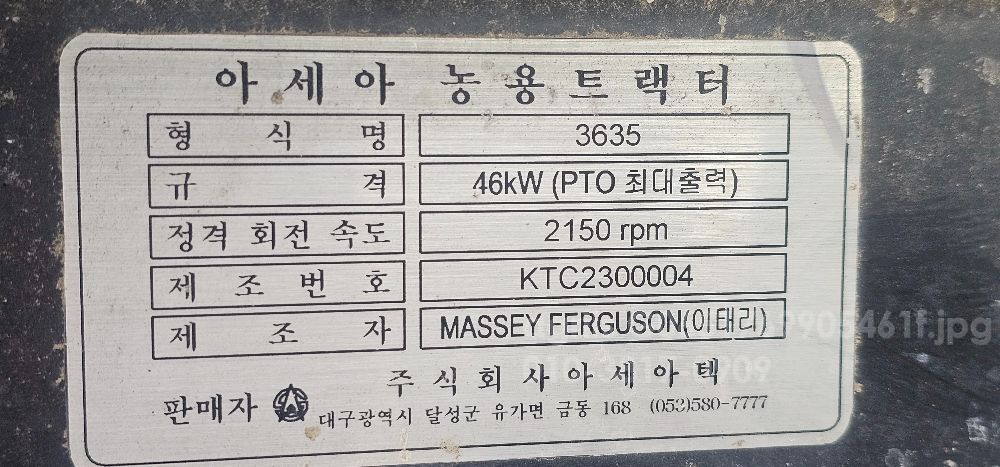 아세아 농용트랙터
형식명 3635
규격 46kW (PTO 최대출력)
정격 회전 속도 2150 rpm
제조번호 KTC2300004
제조자 MASSEY FERGUSON(이태리)
주식회사아세아텍
판매자 대구광역시 달성군 유가면 금동 168 (053)580-7777